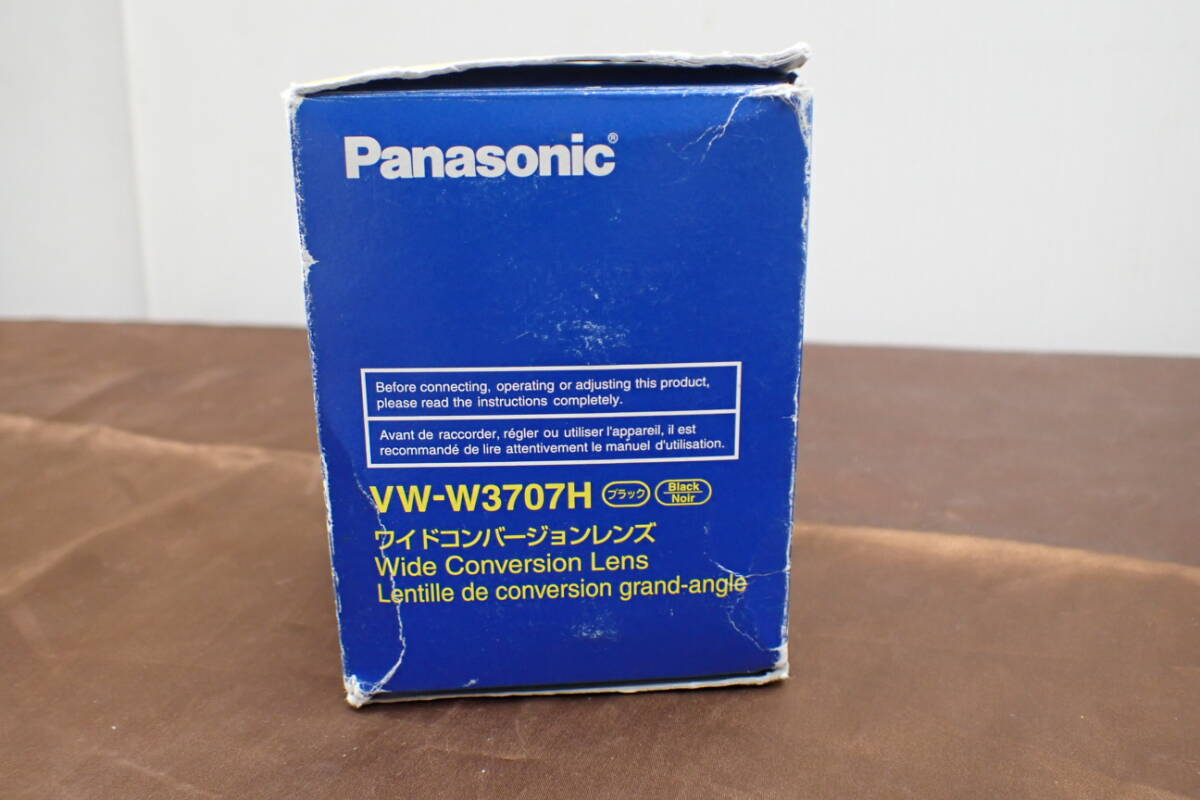 Panasonic®
Before connecting, operating or adjusting this product,
please read the instructions completely.
Avant de raccorder, régler ou utiliser l'appareil, il est
recommandé de lire attentivement le manuel d'utilisation.
VW-W3707H ブラック Black
Noir
ワイドコンバージョンレンズ
Wide Conversion Lens
Lentille de conversion grand-angle